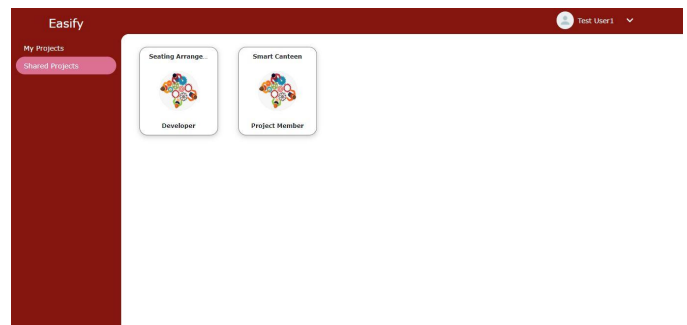 Easify
Test User1
My Projects
Shared Projects
Seating Arrange..
Smart Canteen
Developer
Project Member